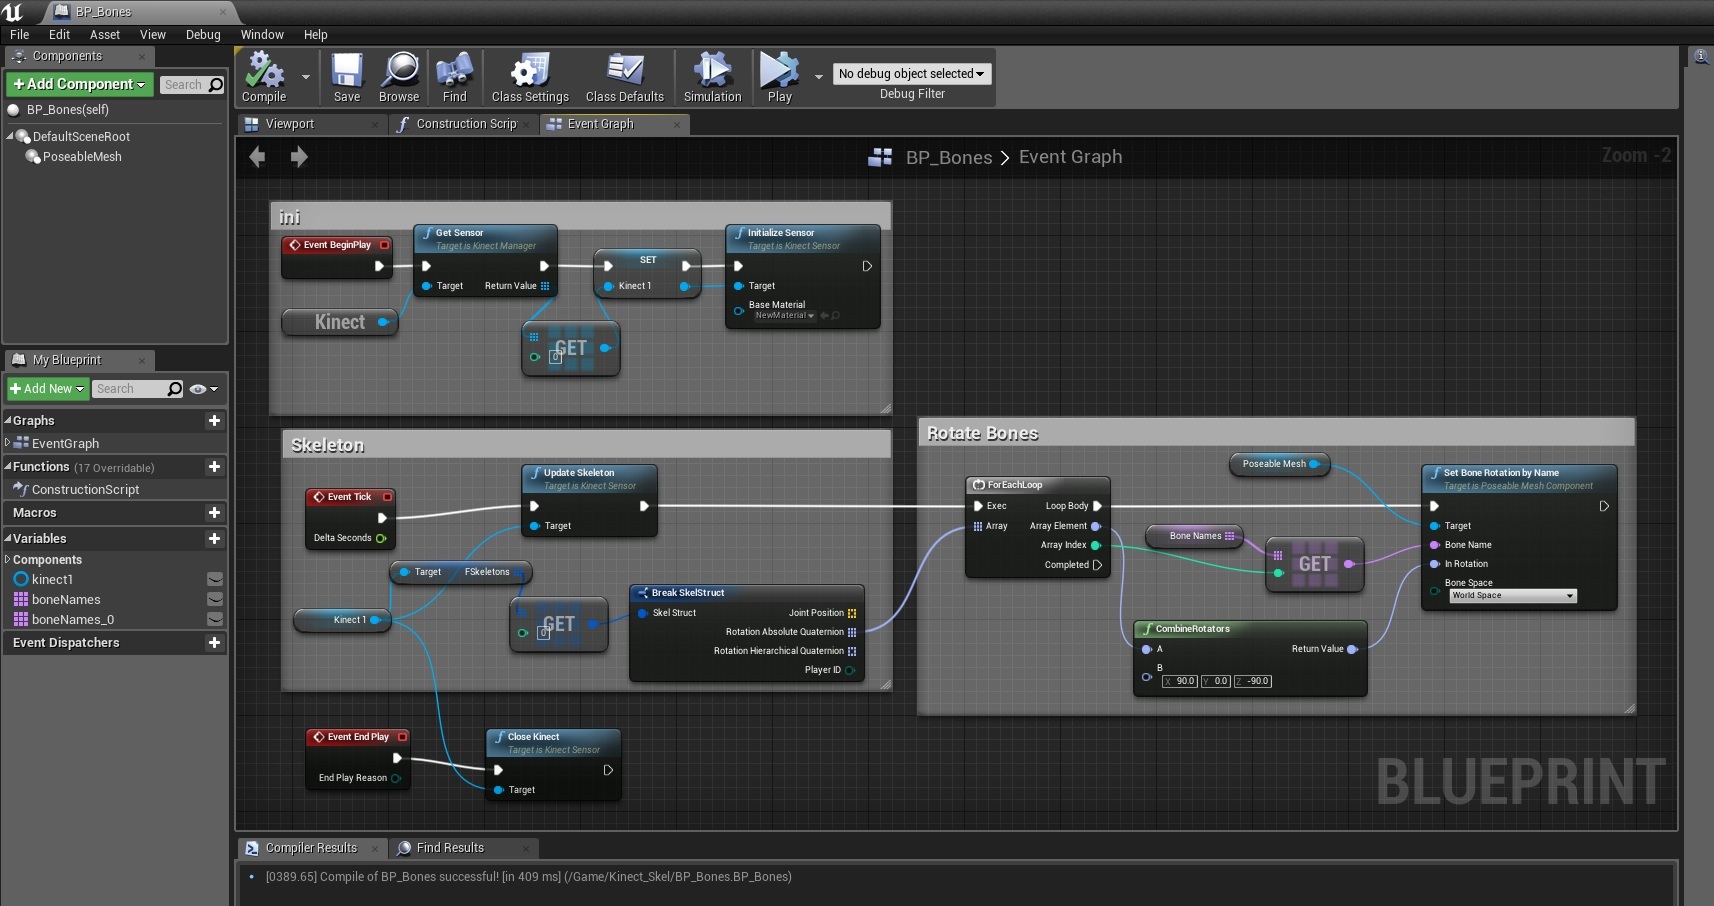 BP_Bones
File Edit Asset View Debug Window Help
Components
+Add Component
Search
BP_Bones(self)
DefaultSceneRoot
PoseableMesh
My Blueprint
+Add New
Search
Graphs
EventGraph
Functions (17 Overridable)
ConstructionScript
Macros
Variables
Components
kinect1
boneNames
boneNames_0
Event Dispatchers
Compile
Save
Browse
Find
Class Settings
Class Defaults
Simulation
Play
No debug object selected
Debug Filter
Viewport
Construction Scrip
Event Graph
BP_Bones > Event Graph
Zoom -2
ini
Event BeginPlay
Kinect
Get Sensor
Target is Kinect Manager
Target Return Value
GET
0
SET
Kinect 1
Initialize Sensor
Target is Kinect Sensor
Target
Base Material
NewMaterial
Skeleton
Event Tick
Delta Seconds
Update Skeleton
Target is Kinect Sensor
Target
Target FSkeletons
Kinect 1
GET
0
Break SkelStruct
Skel Struct Joint Position
Rotation Absolute Quaternion
Rotation Hierarchical Quaternion
Player ID
Event End Play
End Play Reason
Close Kinect
Target is Kinect Sensor
Target
Rotate Bones
ForEachLoop
Exec Loop Body
Array Array Element
Array Index
Completed
Poseable Mesh
Bone Names
GET
CombineRotators
A Return Value
B
X 90.0 Y 0.0 Z -90.0
Set Bone Rotation by Name
Target is Poseable Mesh Component
Target
Bone Name
In Rotation
Bone Space
World Space
BLUEPRINT
Compiler Results
Find Results
[0389.65] Compile of BP_Bones successful! [in 409 ms] (/Game/Kinect_Skel/BP_Bones.BP_Bones)